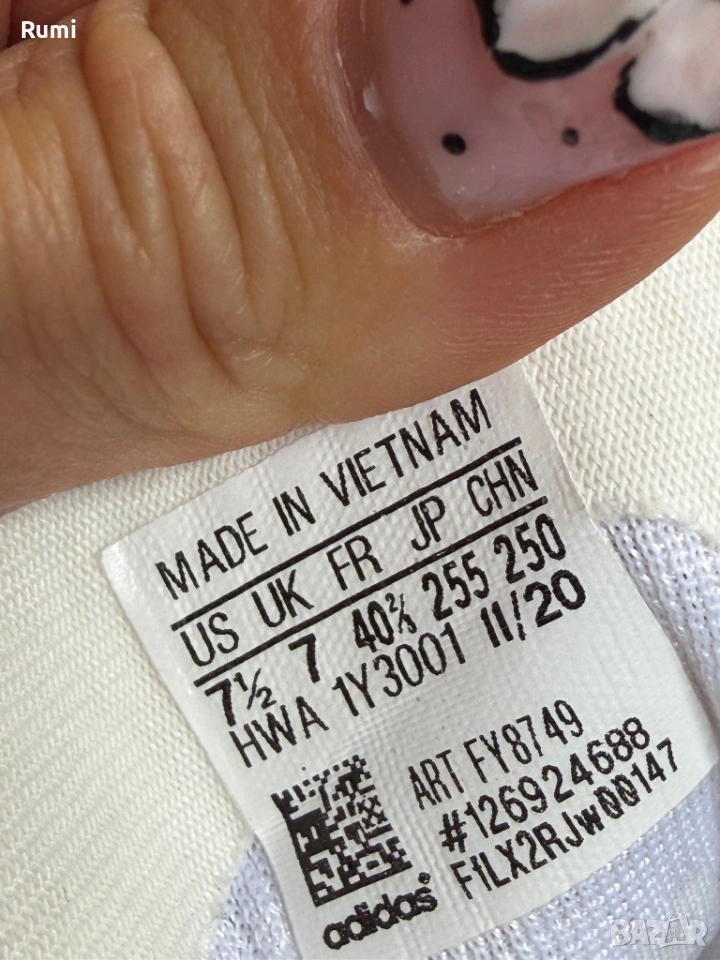 Rumi
MADE IN VIETNAM
US UK FR JP CHN
7½ 7 40⅔ 255 250
HWA 1Y3001 11/20
ART FY8749
#126924688
F1LX2RJW00147
adidas®
BAZAR